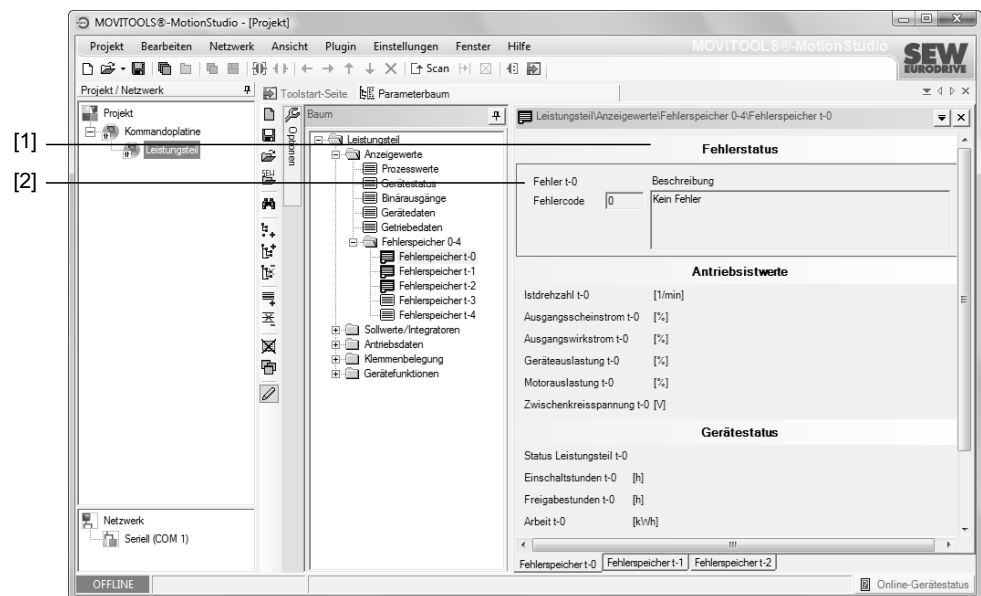 MOVITOOLS®-MotionStudio - [Projekt]
Projekt Bearbeiten Netzwerk Ansicht Plugin Einstellungen Fenster Hilfe
MOVITOOLS®-MotionStudio
SEW
EURODRIVE
Scan
Projekt / Netzwerk
Toolstart-Seite Parameterbaum
Projekt
Kommandoplatine
Leistungsteil
Optionen
SEW
Baum
Leistungsteil
Anzeigewerte
Prozesswerte
Gerätestatus
Binärausgänge
Gerätedaten
Getriebedaten
Fehlerspeicher 0-4
Fehlerspeicher t-0
Fehlerspeicher t-1
Fehlerspeicher t-2
Fehlerspeicher t-3
Fehlerspeicher t-4
Sollwerte/Integratoren
Antriebsdaten
Klemmenbelegung
Gerätefunktionen
Leistungsteil\Anzeigewerte\Fehlerspeicher 0-4\Fehlerspeicher t-0
[1]
Fehlerstatus
[2]
Fehler t-0 Beschreibung
Fehlercode 0 Kein Fehler
Antriebsistwerte
Istdrehzahl t-0 [1/min]
Ausgangsscheinstrom t-0 [%]
Ausgangswirkstrom t-0 [%]
Geräteauslastung t-0 [%]
Motorauslastung t-0 [%]
Zwischenkreisspannung t-0 [V]
Gerätestatus
Status Leistungsteil t-0
Einschaltstunden t-0 [h]
Freigabestunden t-0 [h]
Arbeit t-0 [kWh]
Fehlerspeicher t-0 Fehlerspeicher t-1 Fehlerspeicher t-2
Netzwerk
Seriell (COM 1)
OFFLINE
Online-Gerätestatus